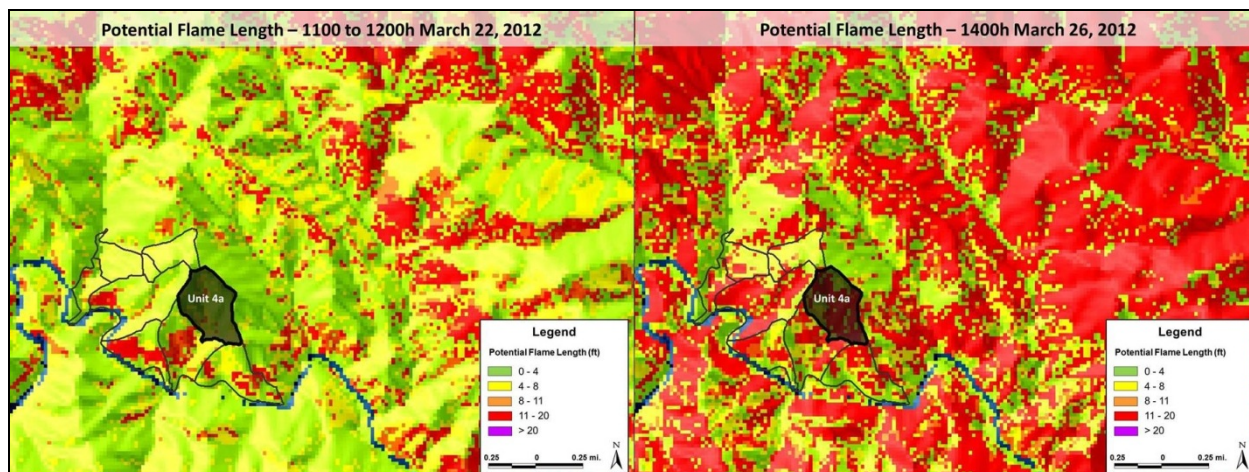 Potential Flame Length – 1100 to 1200h March 22, 2012
Unit 4a
Legend
Potential Flame Length (ft)
0 - 4
4 - 8
8 - 11
11 - 20
> 20
N
0.25 0 0.25 mi.
Potential Flame Length – 1400h March 26, 2012
Unit 4a
Legend
Potential Flame Length (ft)
0 - 4
4 - 8
8 - 11
11 - 20
> 20
N
0.25 0 0.25 mi.